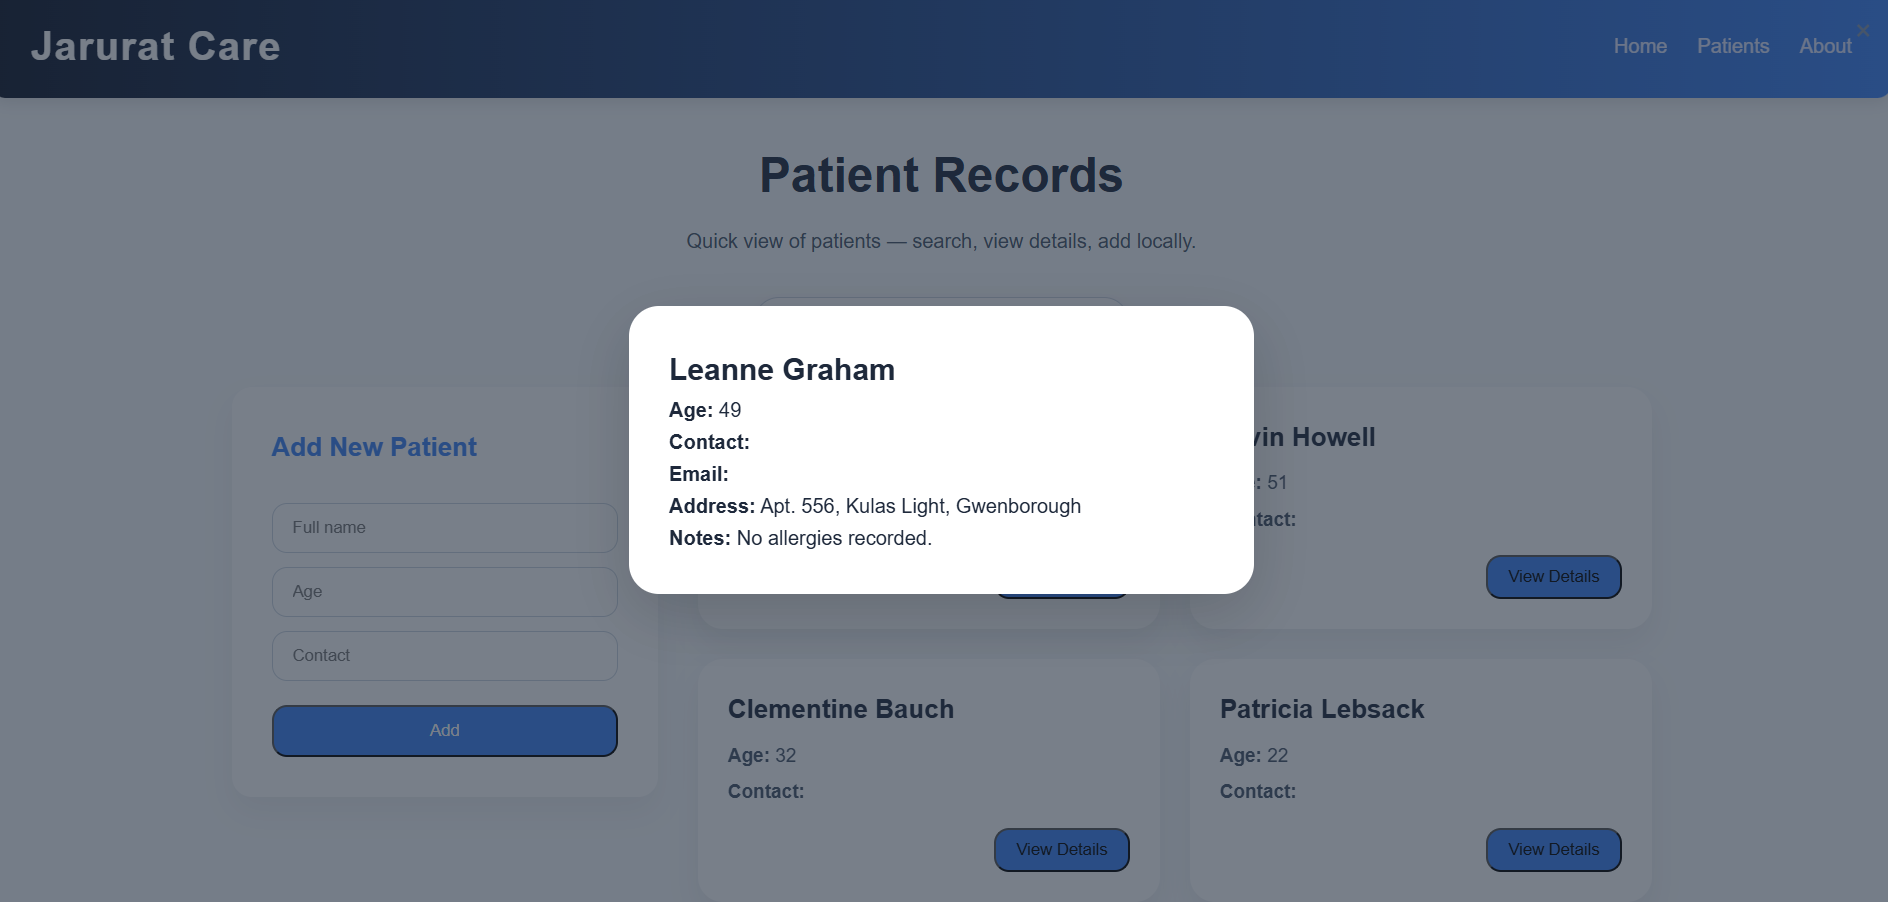 Jarurat Care
Home Patients About ×
Patient Records
Quick view of patients — search, view details, add locally.
Leanne Graham
Age: 49
Contact:
Email:
Address: Apt. 556, Kulas Light, Gwenborough
Notes: No allergies recorded.
Add New Patient
Full name
Age
Contact
Add
vin Howell
: 51
tact:
View Details
Clementine Bauch
Age: 32
Contact:
View Details
Patricia Lebsack
Age: 22
Contact:
View Details